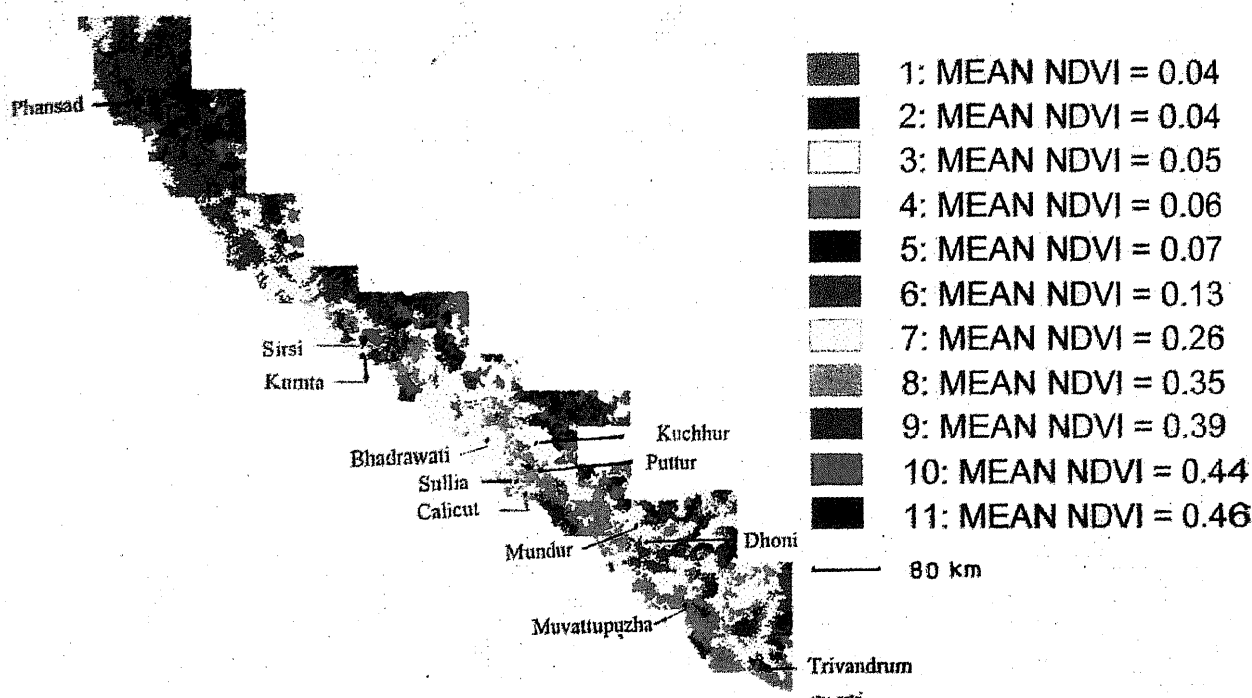 Phansad
Sirsi
Kumta
Bhadrawati
Kuchhur
Puttur
Sullia
Calicut
Mundur
Dhoni
Muvattupuzha
Trivandrum
1: MEAN NDVI = 0.04
2: MEAN NDVI = 0.04
3: MEAN NDVI = 0.05
4: MEAN NDVI = 0.06
5: MEAN NDVI = 0.07
6: MEAN NDVI = 0.13
7: MEAN NDVI = 0.26
8: MEAN NDVI = 0.35
9: MEAN NDVI = 0.39
10: MEAN NDVI = 0.44
11: MEAN NDVI = 0.46
80 km